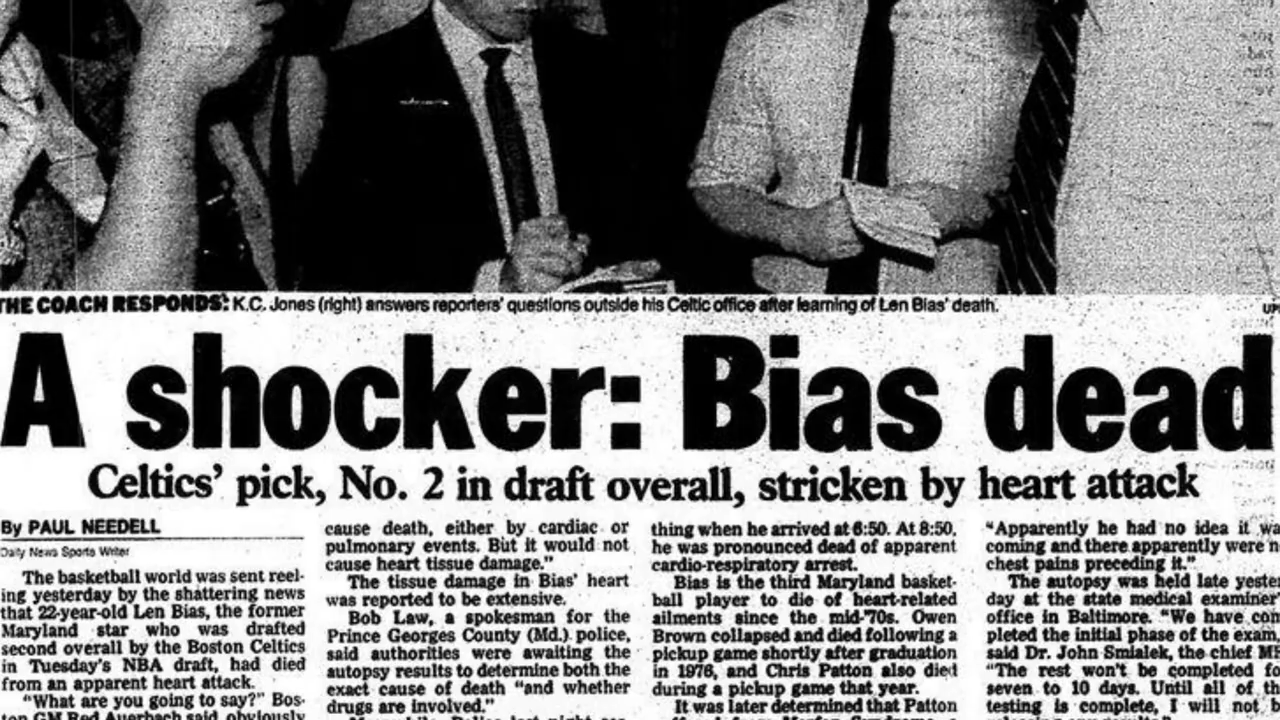 THE COACH RESPONDS: K.C. Jones (right) answers reporters' questions outside his Celtic office after learning of Len Bias' death.
A shocker: Bias dead
Celtics' pick, No. 2 in draft overall, stricken by heart attack
By PAUL NEEDELL
Daily News Sports Writer
The basketball world was sent reel-
ing yesterday by the shattering news
that 22-year-old Len Bias, the former
Maryland star who was drafted
second overall by the Boston Celtics
in Tuesday's NBA draft, had died
from an apparent heart attack.
"What are you going to say?" Bos-
ton GM Red Auerbach said, obviously
cause death, either by cardiac or
pulmonary events. But it would not
cause heart tissue damage."
The tissue damage in Bias' heart
was reported to be extensive.
Bob Law, a spokesman for the
Prince Georges County (Md.) police,
said authorities were awaiting the
autopsy results to determine both the
exact cause of death "and whether
drugs are involved."
thing when he arrived at 6:50. At 8:50,
he was pronounced dead of apparent
cardio-respiratory arrest.
Bias is the third Maryland basket-
ball player to die of heart-related
ailments since the mid-'70s. Owen
Brown collapsed and died following a
pickup game shortly after graduation
in 1976, and Chris Patton also died
during a pickup game that year.
It was later determined that Patton
"Apparently he had no idea it wa
coming and there apparently were n
chest pains preceding it."
The autopsy was held late yester
day at the state medical examiner'
office in Baltimore. "We have com
pleted the initial phase of the exam,
said Dr. John Smialek, the chief ME
"The rest won't be completed fo
seven to 10 days. Until all of th
testing is complete, I will not b